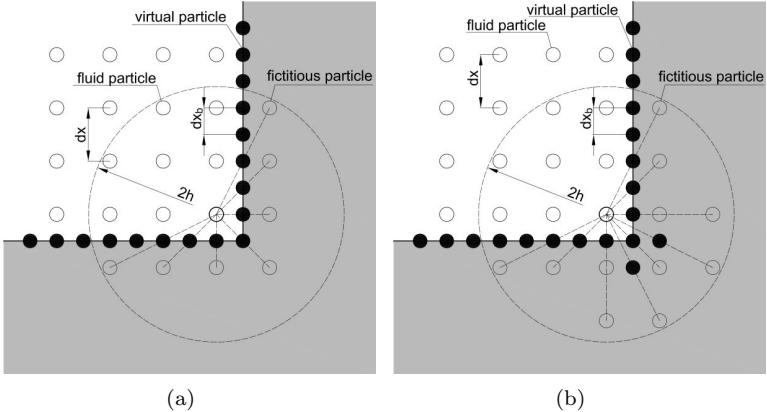 virtual particle
fluid particle
fictitious particle
dx
dx_b
2h
(a)
virtual particle
fluid particle
dx
fictitious particle
dx_b
2h
(b)